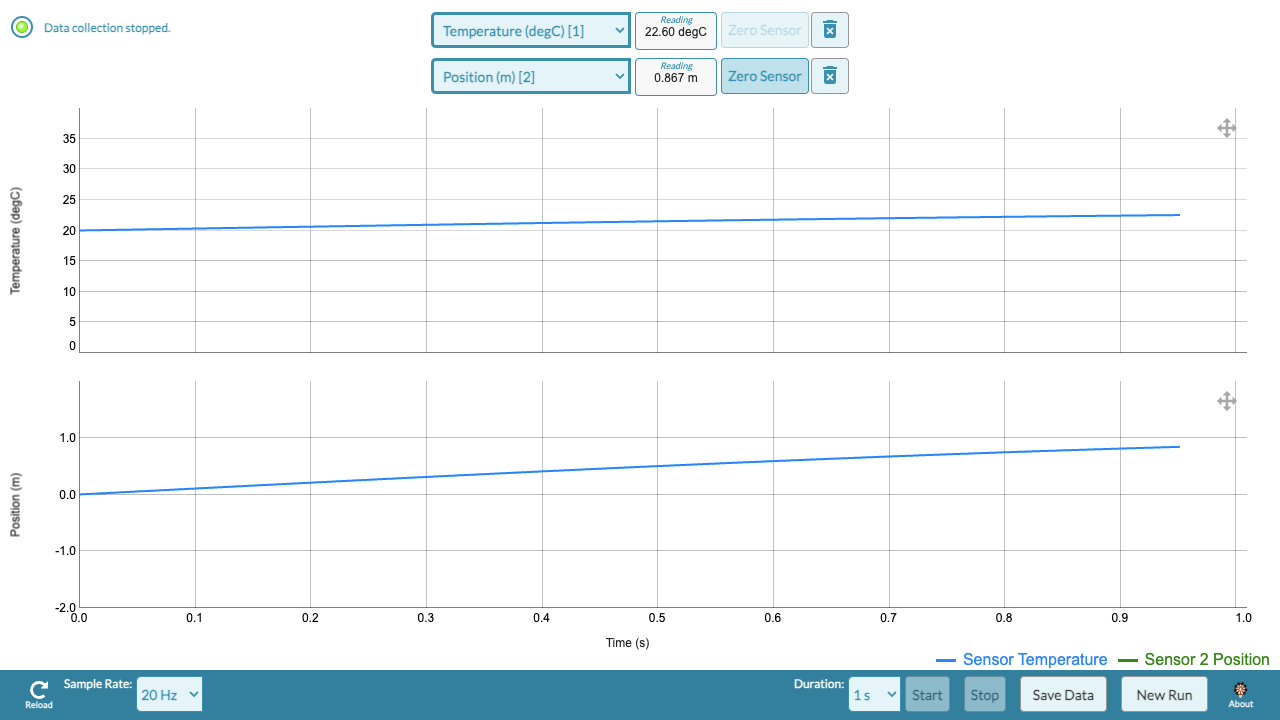 Data collection stopped.
Temperature (degC) [1]
Reading
22.60 degC
Zero Sensor
Position (m) [2]
Reading
0.867 m
Zero Sensor
Temperature (degC)
35
30
25
20
15
10
5
0
Position (m)
1.0
0.0
-1.0
-2.0
0.0 0.1 0.2 0.3 0.4 0.5 0.6 0.7 0.8 0.9 1.0
Time (s)
Sensor Temperature Sensor 2 Position
Reload
Sample Rate: 20 Hz
Duration: 1 s
Start
Stop
Save Data
New Run
About